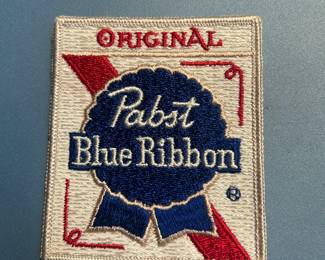 ORIGINAL
Pabst
Blue Ribbon
®